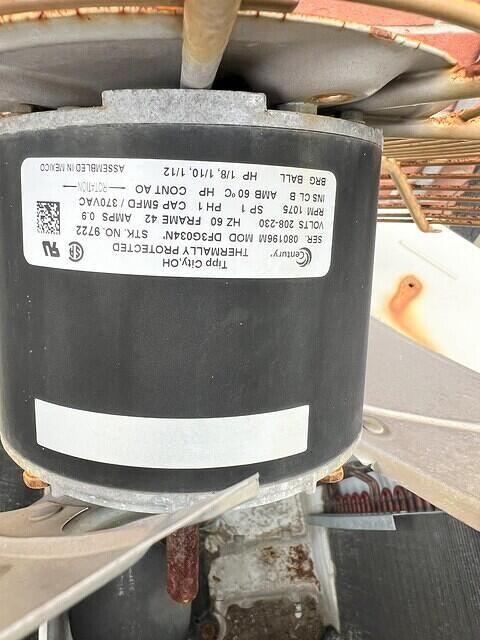 Century®
Tipp City, OH
THERMALLY PROTECTED
SER. 080196M MOD DF3G034N* STK. NO. 9722
VOLTS 208-230 HZ 60 FRAME 42 AMPS 0.9
RPM 1075 SP 1 PH 1 CAP 5MFD / 370VAC
INS CL B AMB 60°C HP CONT AO ROTATION
BRG BALL HP 1/8, 1/10, 1/12 ASSEMBLED IN MEXICO